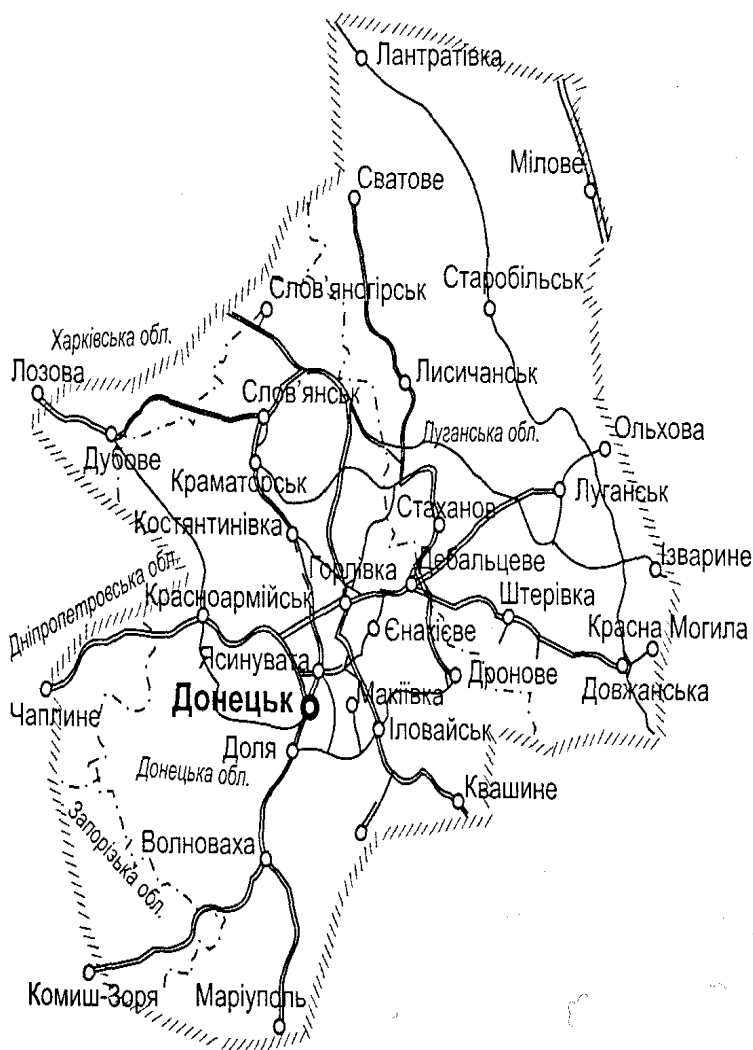 Лантратівка
Мілове
Сватове
Старобільськ
Слов'яногірськ
Харківська обл.
Лозова
Лисичанськ
Слов'янськ
Луганська обл.
Ольхова
Дубове
Краматорськ
Луганськ
Стаханов
Костянтинівка
Ізварине
Дебальцеве
Горлівка
Дніпропетровська обл.
Красноармійськ
Штерівка
Єнакієве
Красна Могила
Ясинувата
Дронове
Довжанська
Макіївка
Донецьк
Чаплине
Іловайськ
Доля
Донецька обл.
Квашине
Запорізька обл.
Волноваха
Комиш-Зоря
Маріуполь